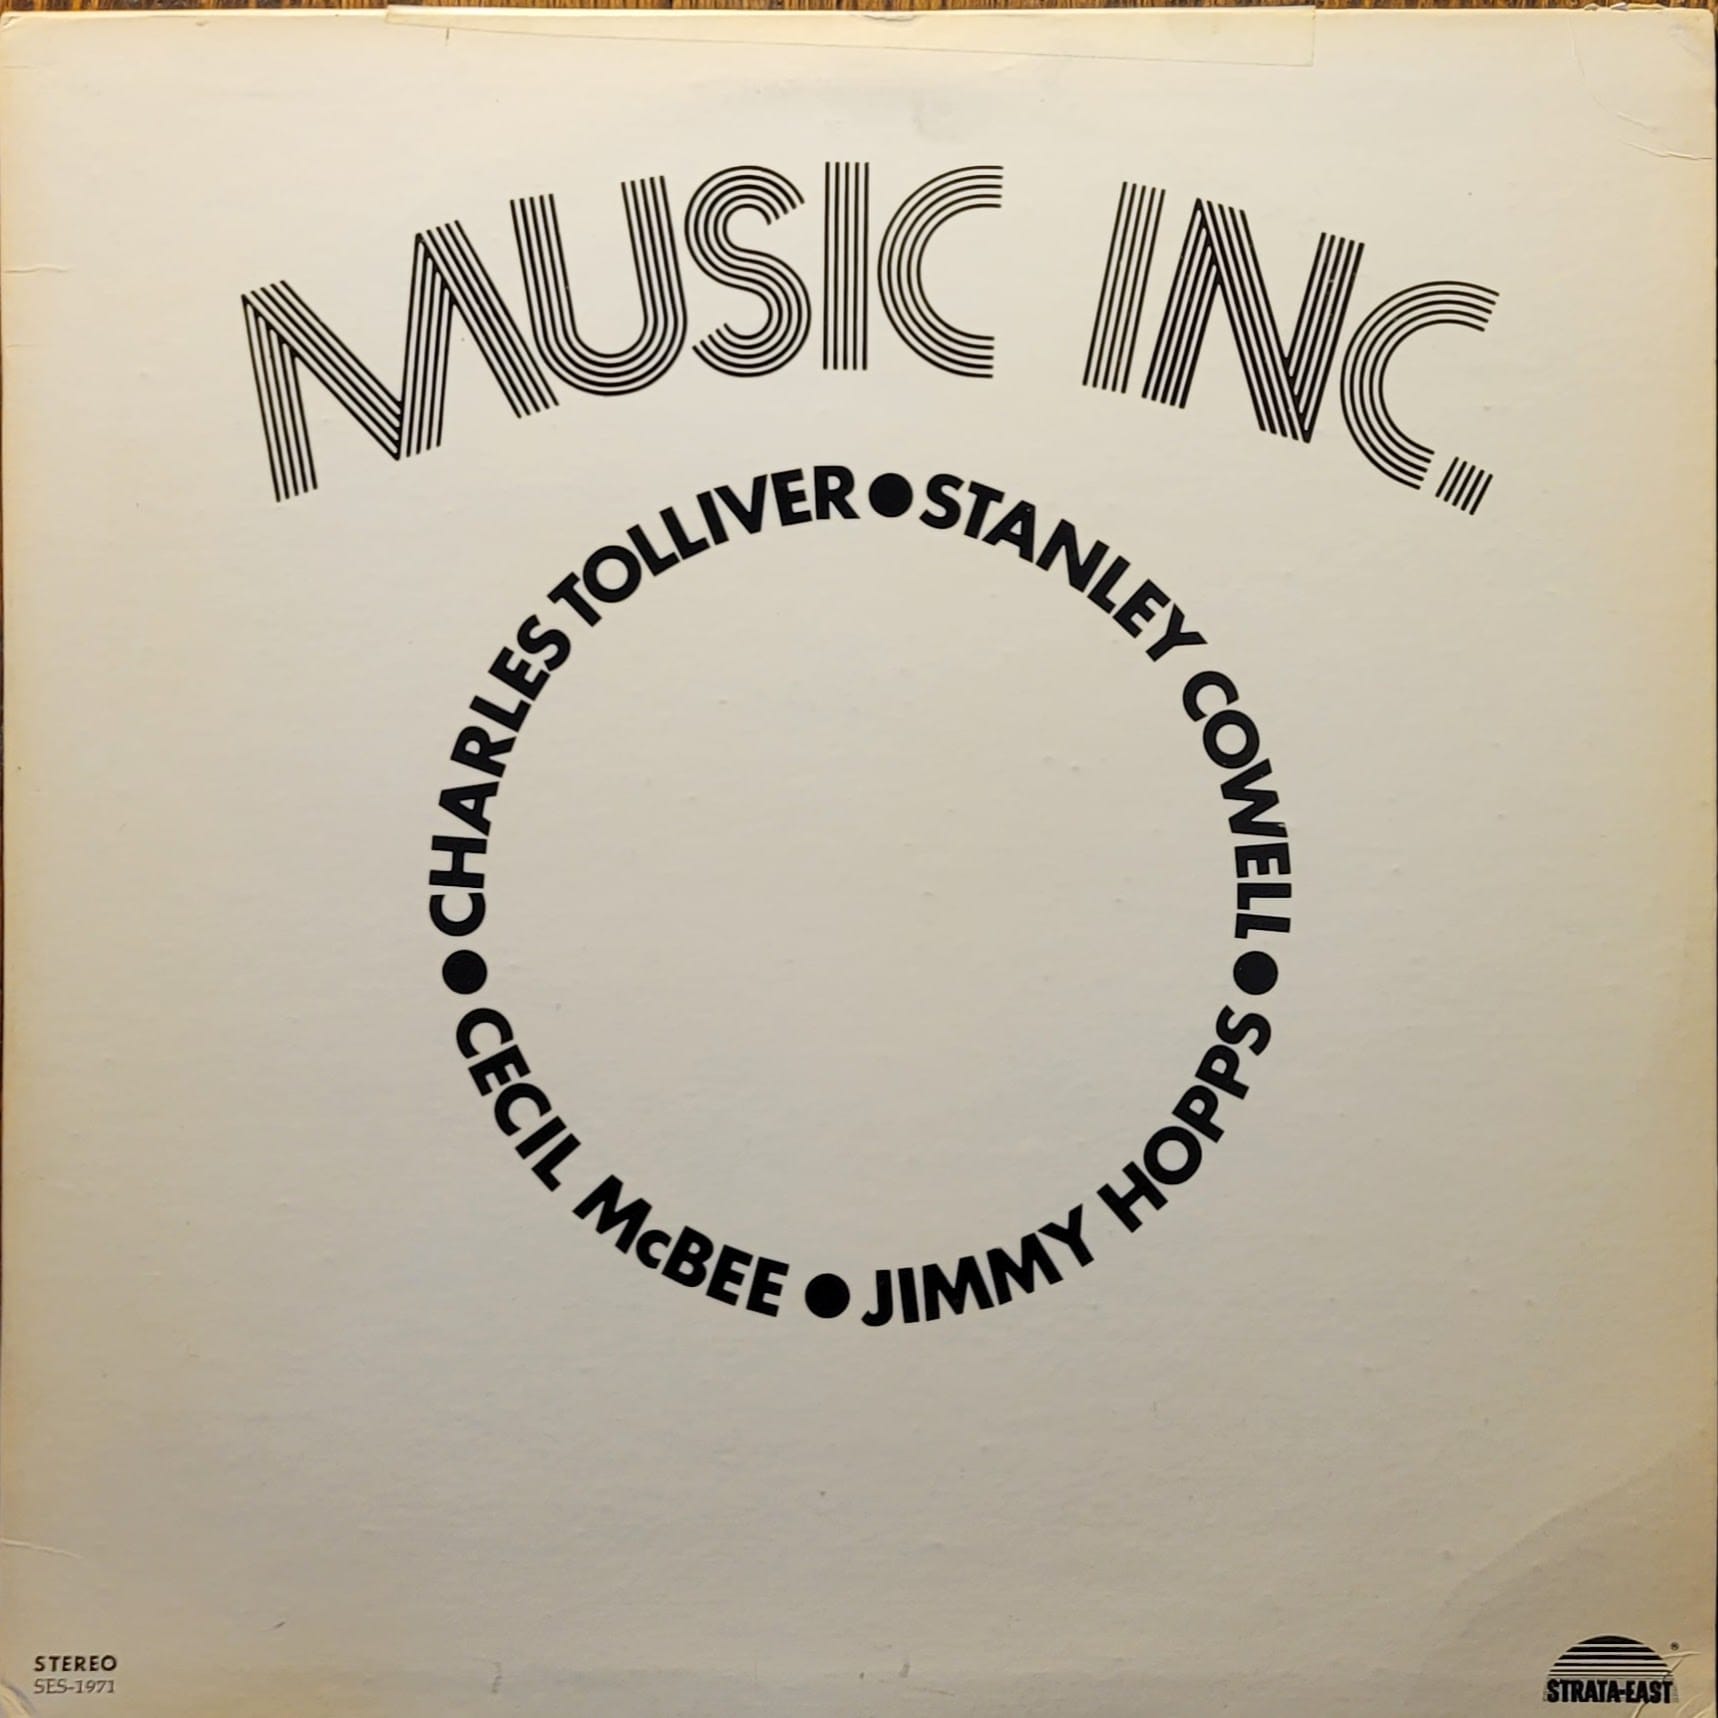 MUSIC INC.
CHARLES TOLLIVER ● STANLEY COWELL ● JIMMY HOPPS ● CECIL McBEE ●
STEREO
SES-1971
®
STRATA-EAST